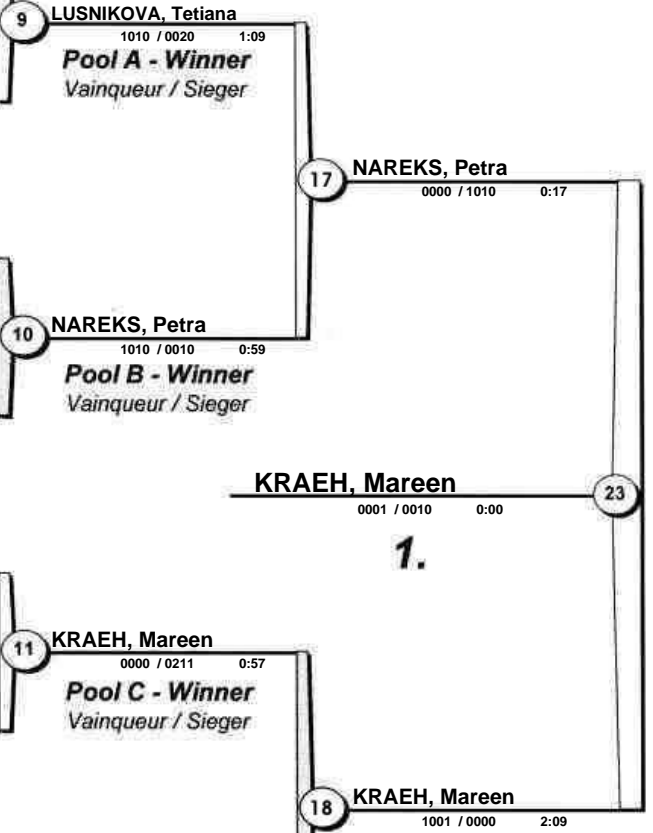 9 LUSNIKOVA, Tetiana
1010 / 0020 1:09
Pool A - Winner
Vainqueur / Sieger
17 NAREKS, Petra
0000 / 1010 0:17
10 NAREKS, Petra
1010 / 0010 0:59
Pool B - Winner
Vainqueur / Sieger
KRAEH, Mareen 23
0001 / 0010 0:00
1.
11 KRAEH, Mareen
0000 / 0211 0:57
Pool C - Winner
Vainqueur / Sieger
18 KRAEH, Mareen
1001 / 0000 2:09